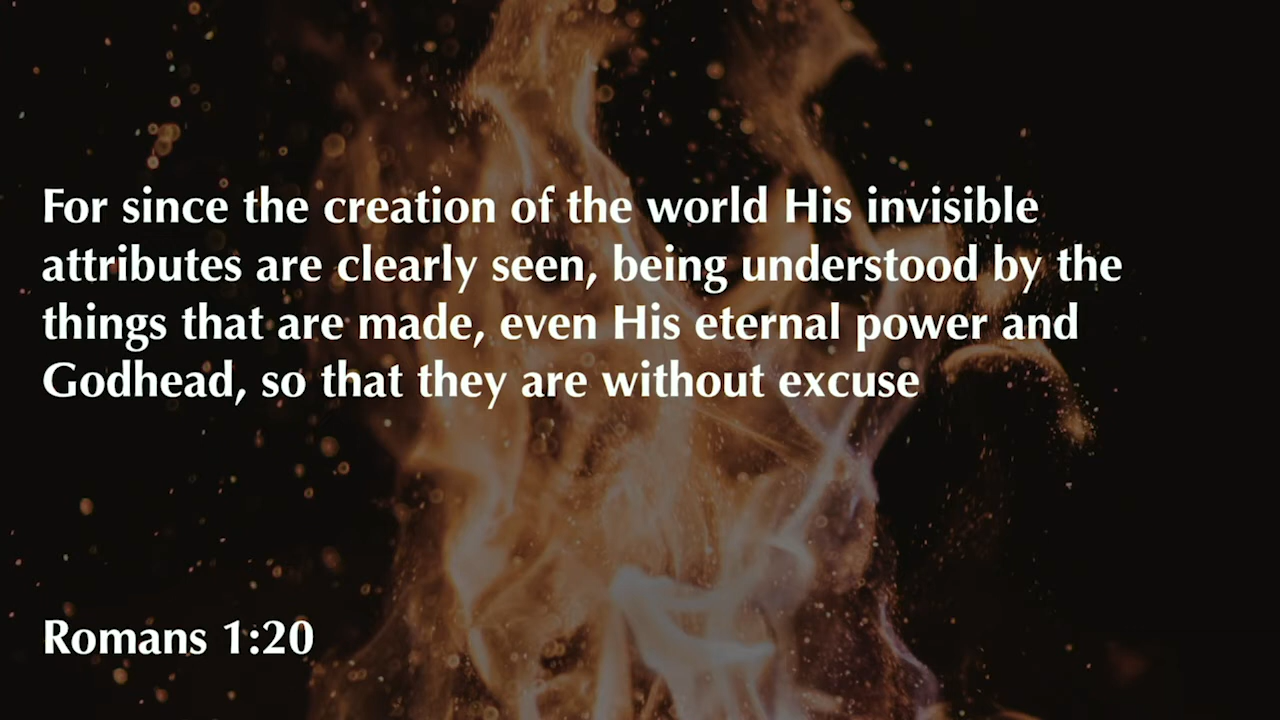 For since the creation of the world His invisible
attributes are clearly seen, being understood by the
things that are made, even His eternal power and
Godhead, so that they are without excuse
Romans 1:20